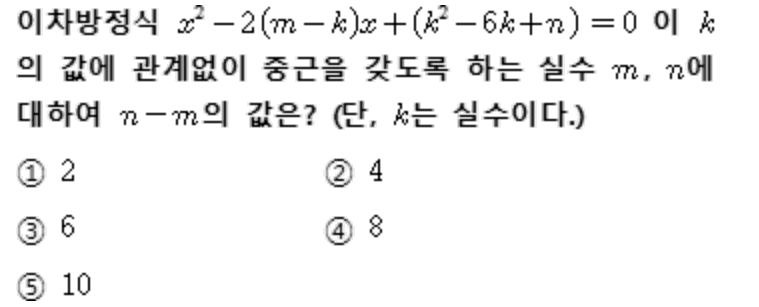 이차방정식 x² − 2(m − k)x + (k² − 6k + n) = 0 이 k
의 값에 관계없이 중근을 갖도록 하는 실수 m, n에
대하여 n − m의 값은? (단, k는 실수이다.)
① 2 ② 4
③ 6 ④ 8
⑤ 10